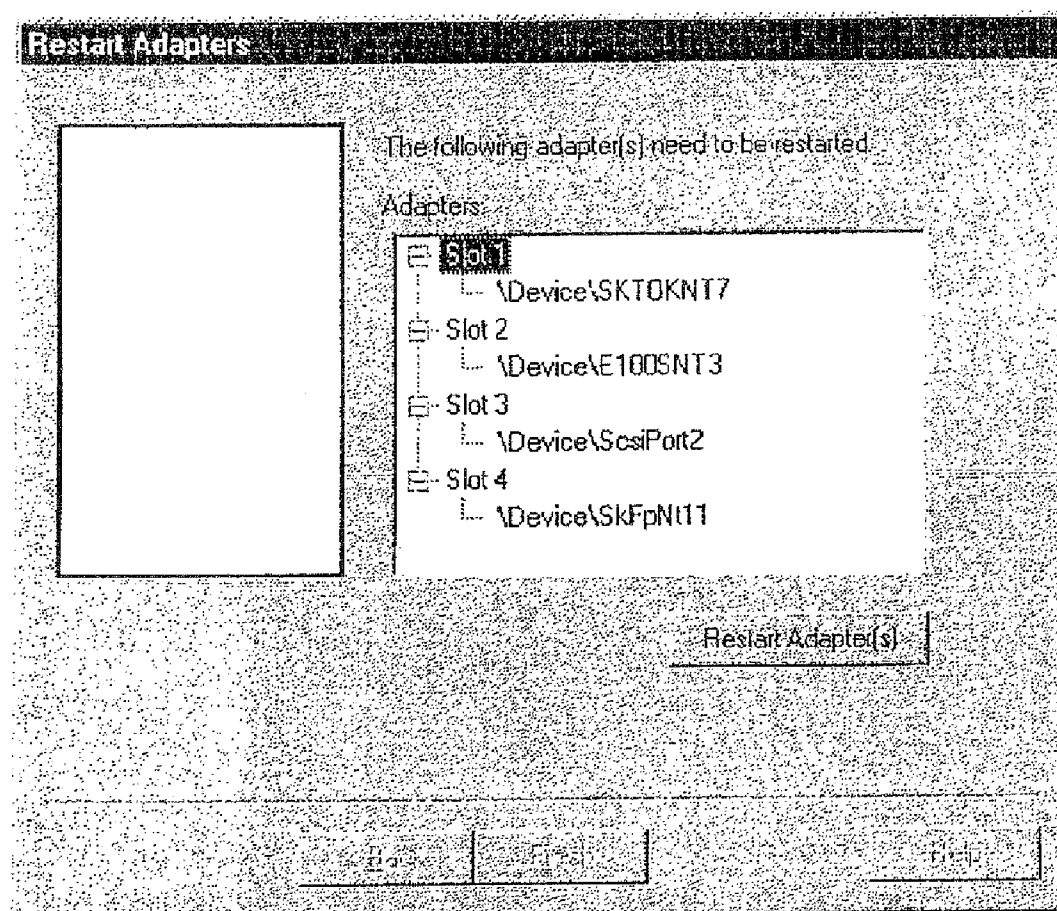 Restart Adapters
The following adapter(s) need to be restarted.
Adapters:
Slot 1
\Device\SKTOKNT7
Slot 2
\Device\E100SNT3
Slot 3
\Device\ScsiPort2
Slot 4
\Device\SkFpNt11
Restart Adapter(s)
Help